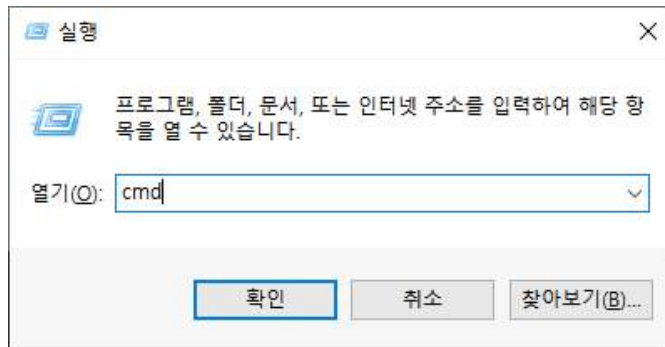 실행
프로그램, 폴더, 문서, 또는 인터넷 주소를 입력하여 해당 항
목을 열 수 있습니다.
열기(O): cmd
확인 취소 찾아보기(B)...